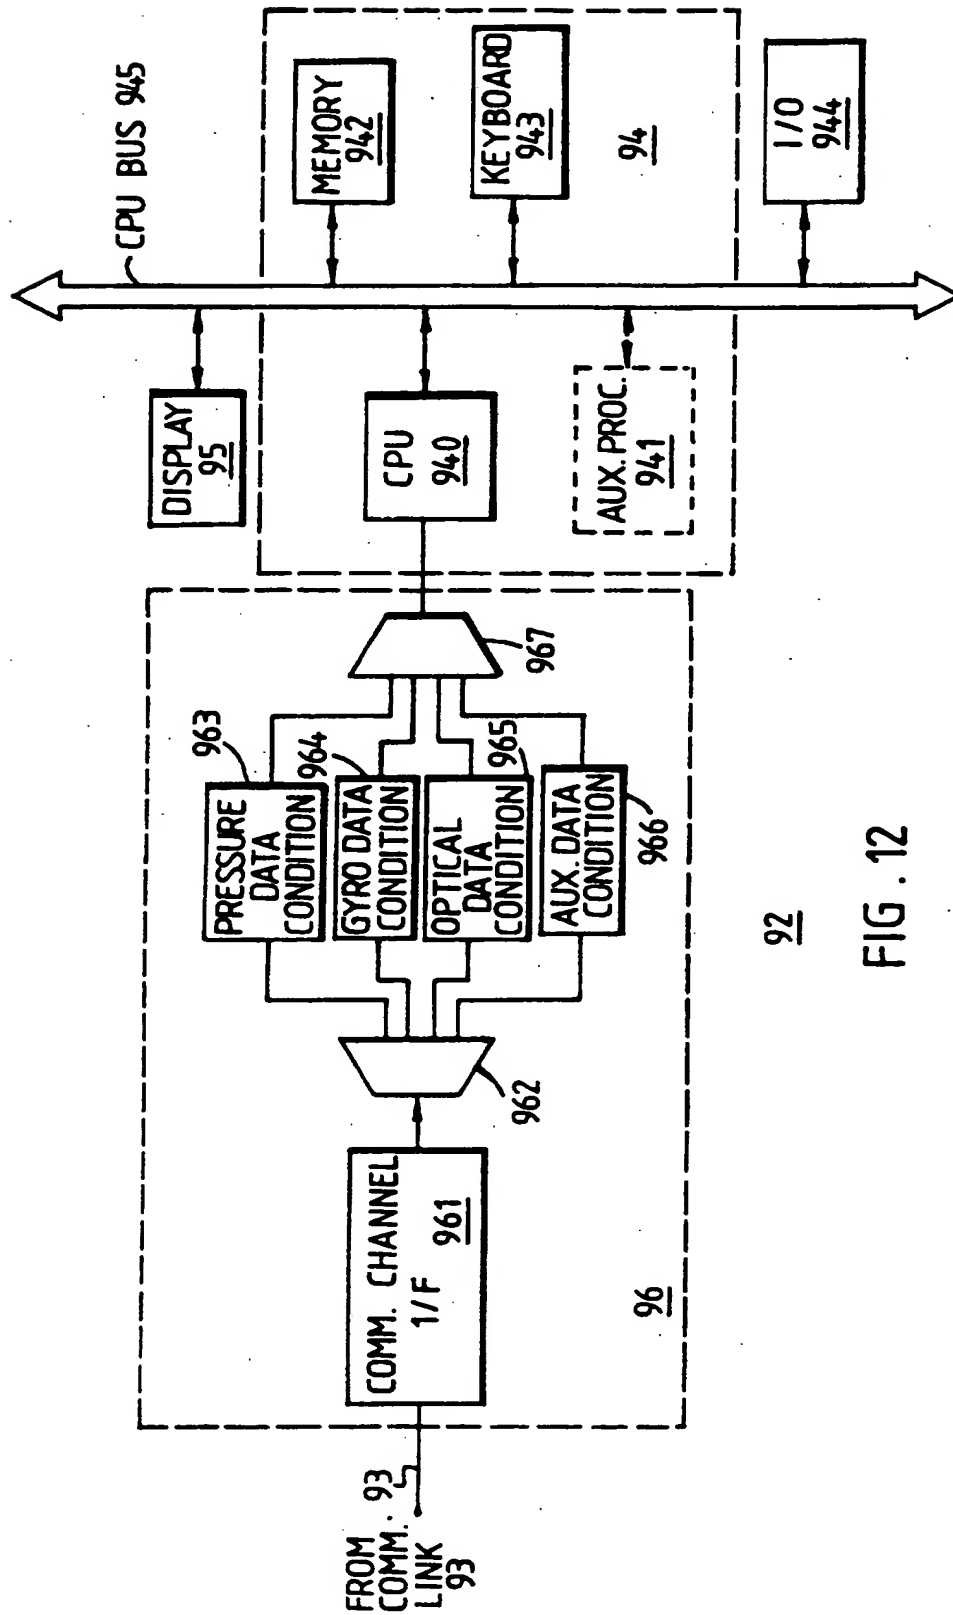 CPU BUS 945
DISPLAY
95
MEMORY
942
CPU
940
KEYBOARD
943
AUX.PROC.
941
94
I/O
944
FROM
COMM.
LINK
93
93
COMM. CHANNEL
1/F
961
962
PRESSURE
DATA
CONDITION
963
GYRO DATA
CONDITION
964
OPTICAL
DATA
CONDITION
965
AUX. DATA
CONDITION
966
967
96
92
FIG. 12